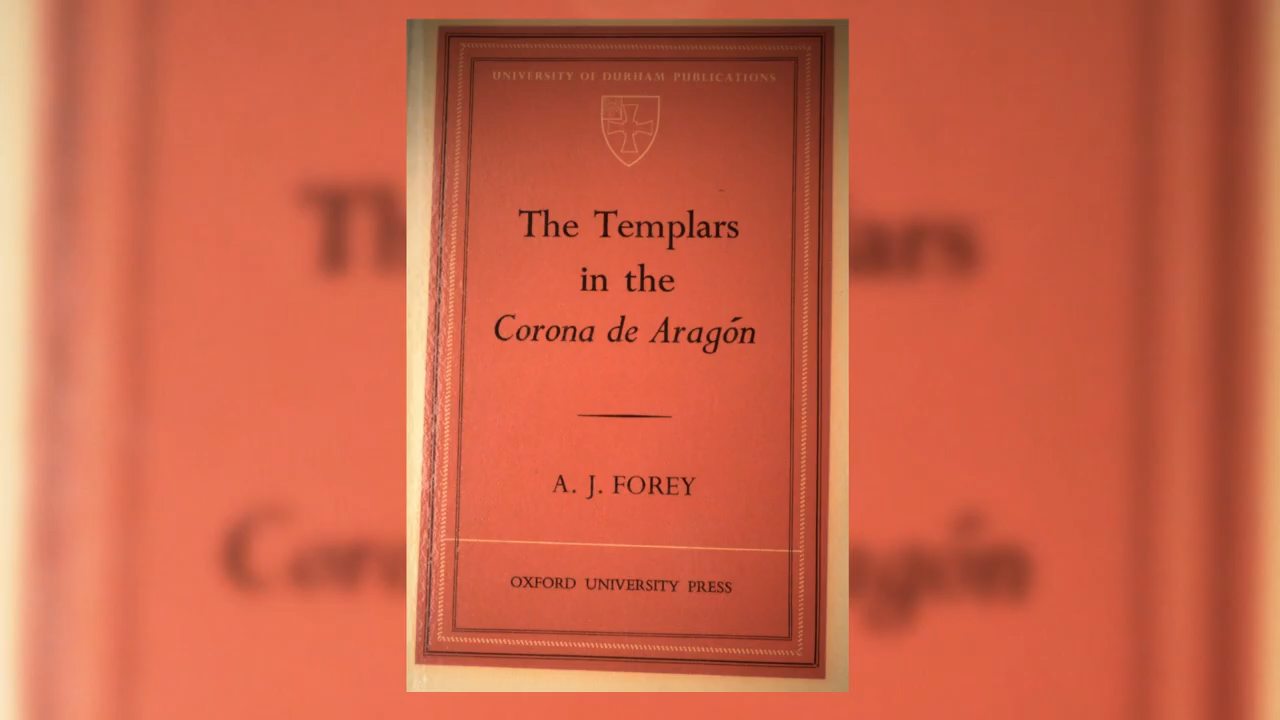 UNIVERSITY OF DURHAM PUBLICATIONS
The Templars
in the
Corona de Aragón
A. J. FOREY
OXFORD UNIVERSITY PRESS